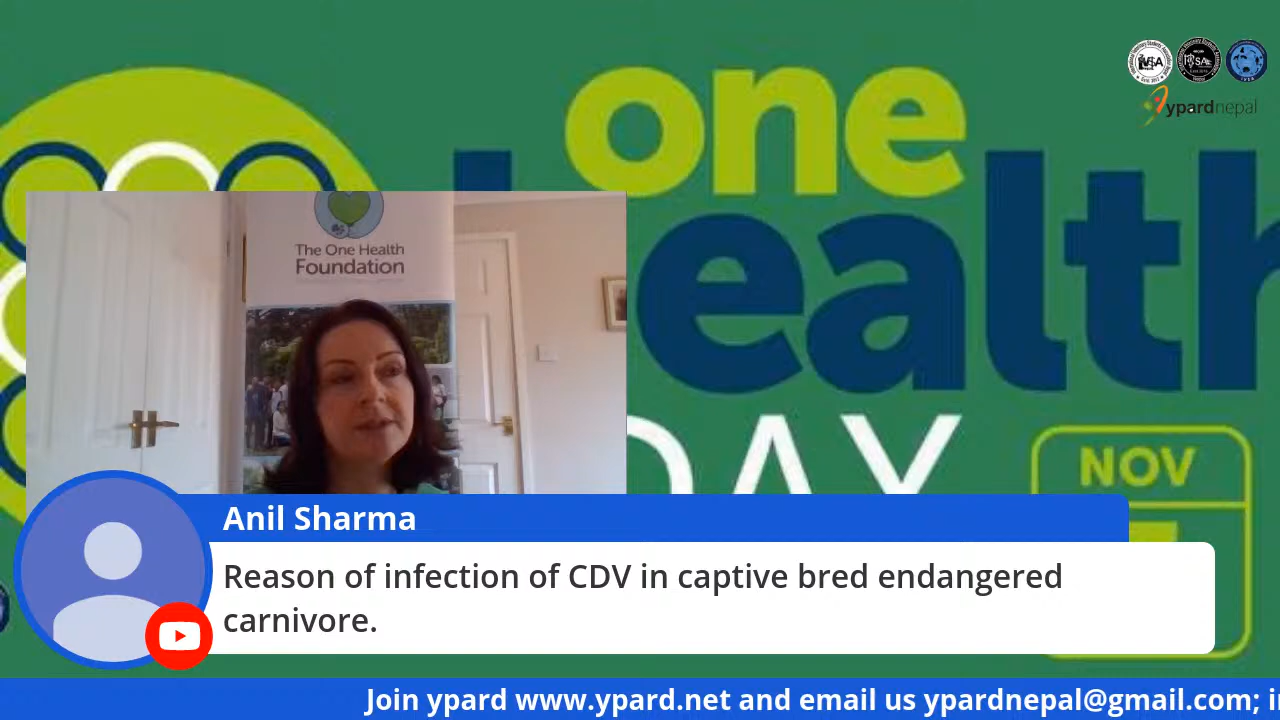 one
ealth
DAY
NOV
ypardnepal
The One Health
Foundation
Anil Sharma
Reason of infection of CDV in captive bred endangered
carnivore.
Join ypard www.ypard.net and email us ypardnepal@gmail.com;